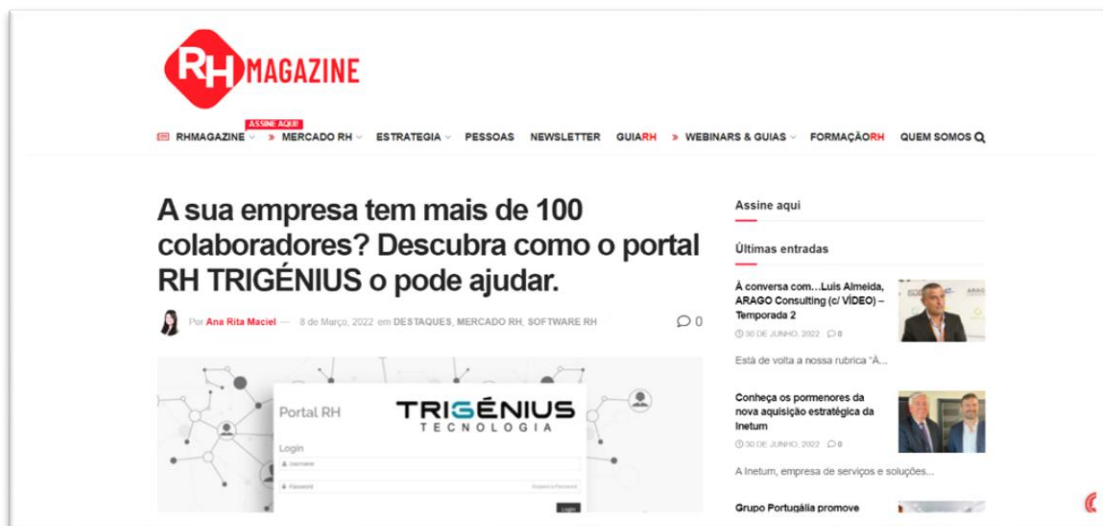 RH MAGAZINE
ASSINE AQUI!
RHMAGAZINE » MERCADO RH ESTRATEGIA PESSOAS NEWSLETTER GUIARH » WEBINARS & GUIAS FORMAÇÃORH QUEM SOMOS
A sua empresa tem mais de 100
colaboradores? Descubra como o portal
RH TRIGÉNIUS o pode ajudar.
Por Ana Rita Maciel — 8 de Março, 2022 em DESTAQUES, MERCADO RH, SOFTWARE RH 0
Portal RH
TRIGÉNIUS
TECNOLOGIA
Login
Username
Password
Login
Assine aqui
Últimas entradas
À conversa com…Luis Almeida,
ARAGO Consulting (c/ VÍDEO) –
Temporada 2
30 DE JUNHO, 2022 0
Está de volta a nossa rubrica “À...
Conheça os pormenores da
nova aquisição estratégica da
Inetum
30 DE JUNHO, 2022 0
A Inetum, empresa de serviços e soluções...
Grupo Portugália promove